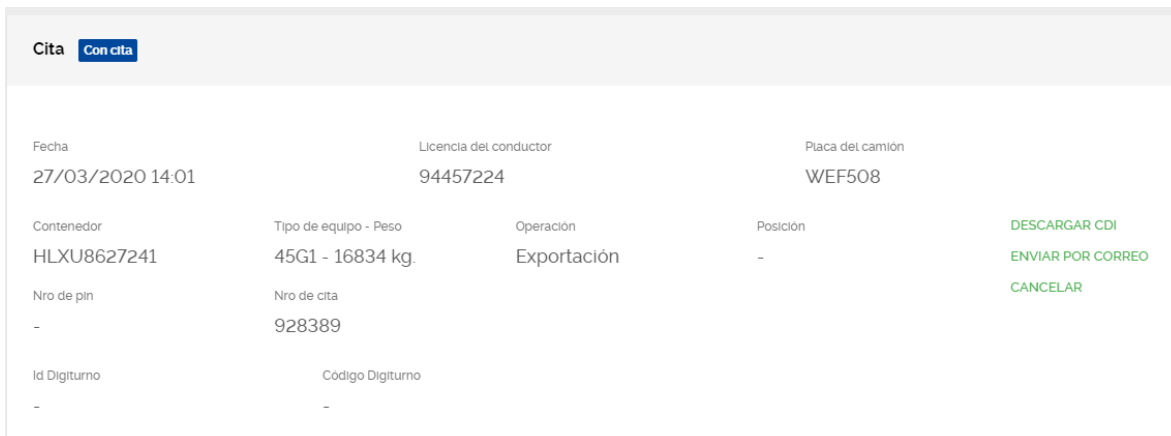 Cita Con cita
Fecha Licencia del conductor Placa del camión
27/03/2020 14:01 94457224 WEF508
Contenedor Tipo de equipo - Peso Operación Posición DESCARGAR CDI
HLXU8627241 45G1 - 16834 kg. Exportación - ENVIAR POR CORREO
Nro de pin Nro de cita CANCELAR
- 928389
Id Digiturno Código Digiturno
- -